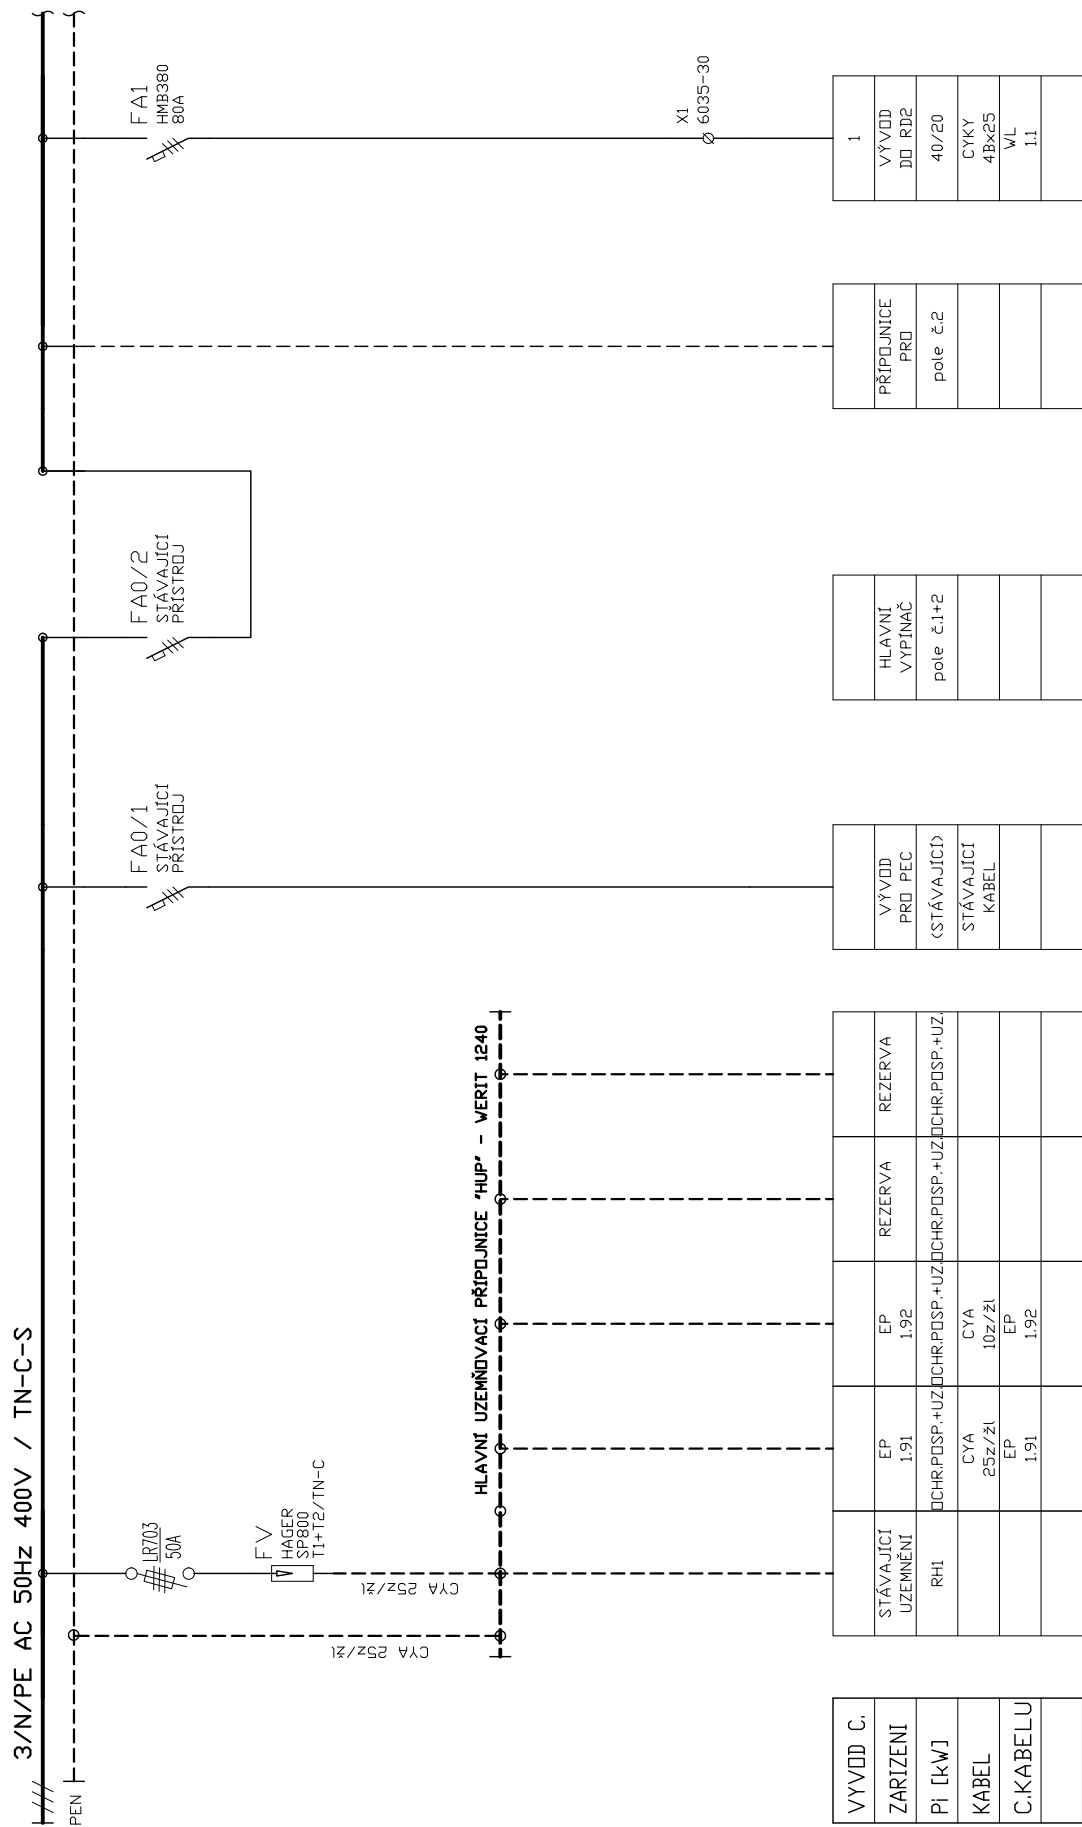 3/N/PE AC 50Hz 400V / TN-C-S
PEN
LR703
50A
FV
HAGER
SP800
T1+T2/TN-C
CYA 25z/žl
CYA 25z/žl
HLAVNÍ UZEMŇOVACÍ PŘÍPOJNICE "HUP" - WERIT 1240
FA0/1
STÁVAJÍCÍ
PŘÍSTROJ
FA0/2
STÁVAJÍCÍ
PŘÍSTROJ
FA1
HMB380
80A
X1
6035-30
VYVOD C.
ZARIZENI
Pi [kW]
KABEL
C.KABELU
STÁVAJÍCÍ
UZEMNĚNÍ
RH1
EP
1.91
OCHR.POSP.+UZ.
CYA
25z/žl
EP
1.91
EP
1.92
OCHR.POSP.+UZ.
CYA
10z/žl
EP
1.92
REZERVA
OCHR.POSP.+UZ.
REZERVA
OCHR.POSP.+UZ.
VÝVOD
PRO PEC
(STÁVAJÍCÍ)
STÁVAJÍCÍ
KABEL
HLAVNÍ
VYPÍNAČ
pole č.1+2
PŘÍPOJNICE
PRO
pole č.2
1
VÝVOD
DO RD2
40/20
CYKY
4Bx25
WL
1.1